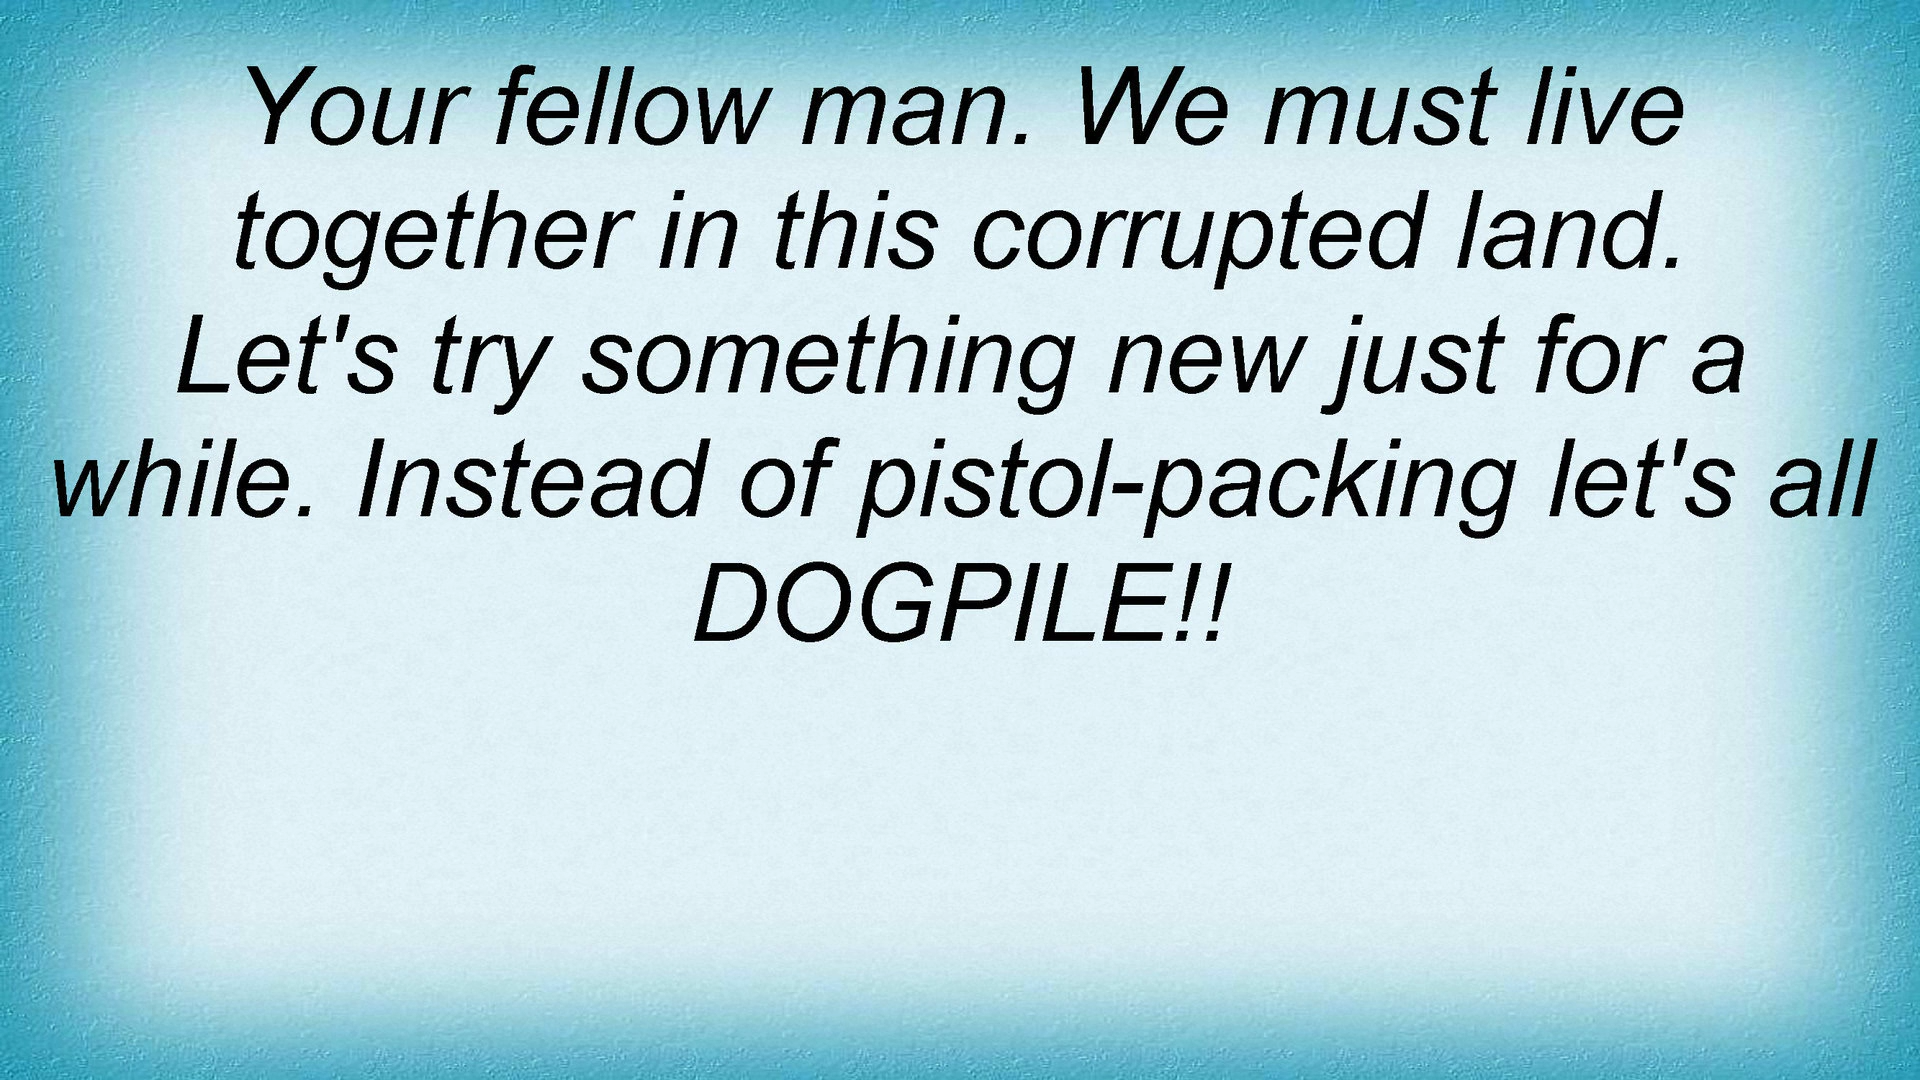 Your fellow man. We must live
together in this corrupted land.
Let's try something new just for a
while. Instead of pistol-packing let's all
DOGPILE!!